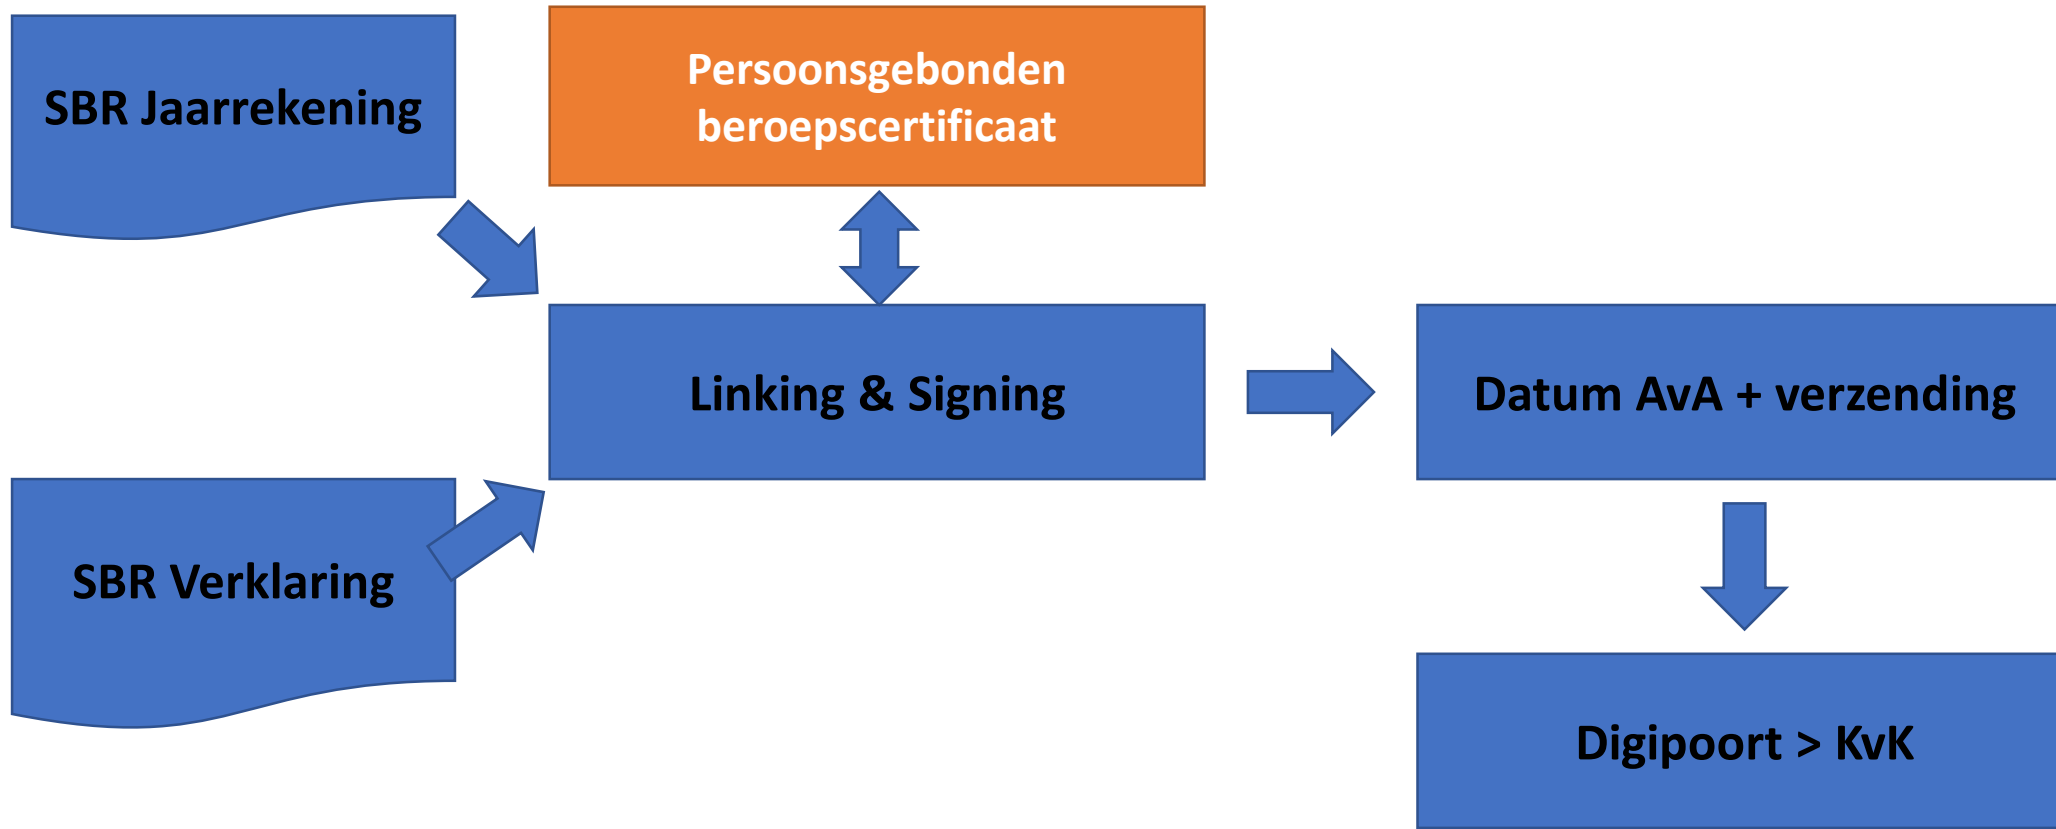 SBR Jaarrekening
Persoonsgebonden
beroepscertificaat
Linking & Signing
Datum AvA + verzending
SBR Verklaring
Digipoort > KvK